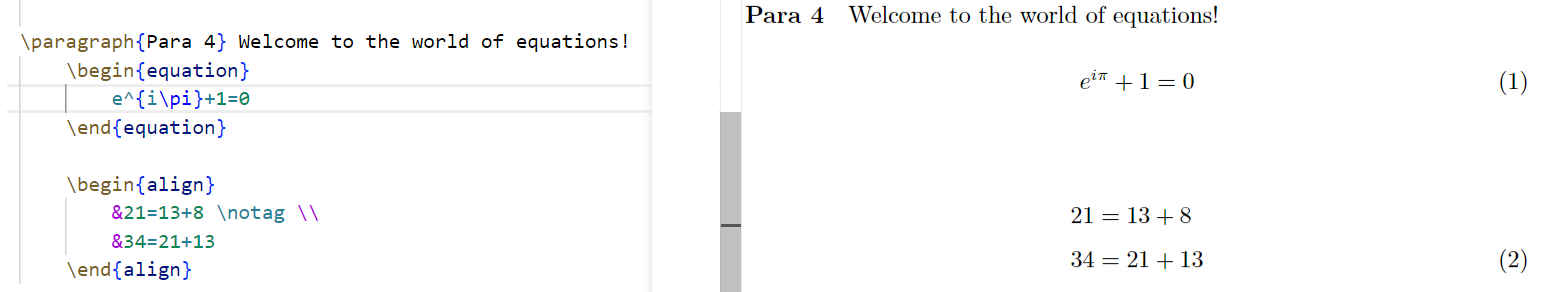 \paragraph{Para 4} Welcome to the world of equations!
\begin{equation}
e^{i\pi}+1=0
\end{equation}
\begin{align}
&21=13+8 \notag \\
&34=21+13
\end{align}
Para 4 Welcome to the world of equations!
e^{iπ} + 1 = 0 (1)
21 = 13 + 8
34 = 21 + 13 (2)